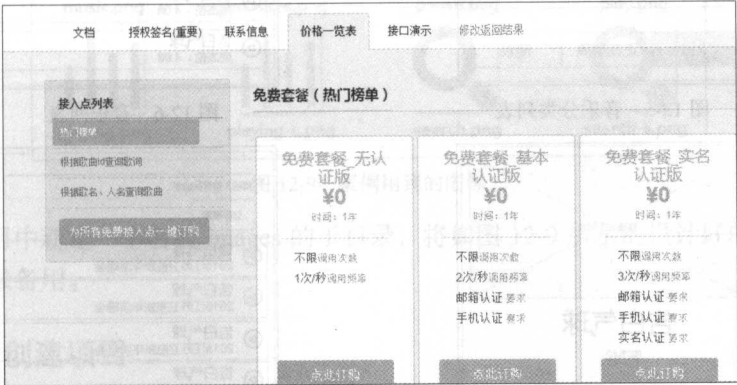 文档 授权签名(重要) 联系信息 价格一览表 接口演示 修改返回结果
接入点列表
热门榜单
根据歌曲id查询歌词
根据歌名、人名查询歌曲
为所有免费接入点一键订购
免费套餐（热门榜单）
免费套餐_无认证版
¥0
时间：1年
不限调用次数
1次/秒调用频率
点此订购
免费套餐_基本认证版
¥0
时间：1年
不限调用次数
2次/秒调用频率
邮箱认证 要求
手机认证 要求
点此订购
免费套餐_实名认证版
¥0
时间：1年
不限调用次数
3次/秒调用频率
邮箱认证 要求
手机认证 要求
实名认证 要求
点此订购